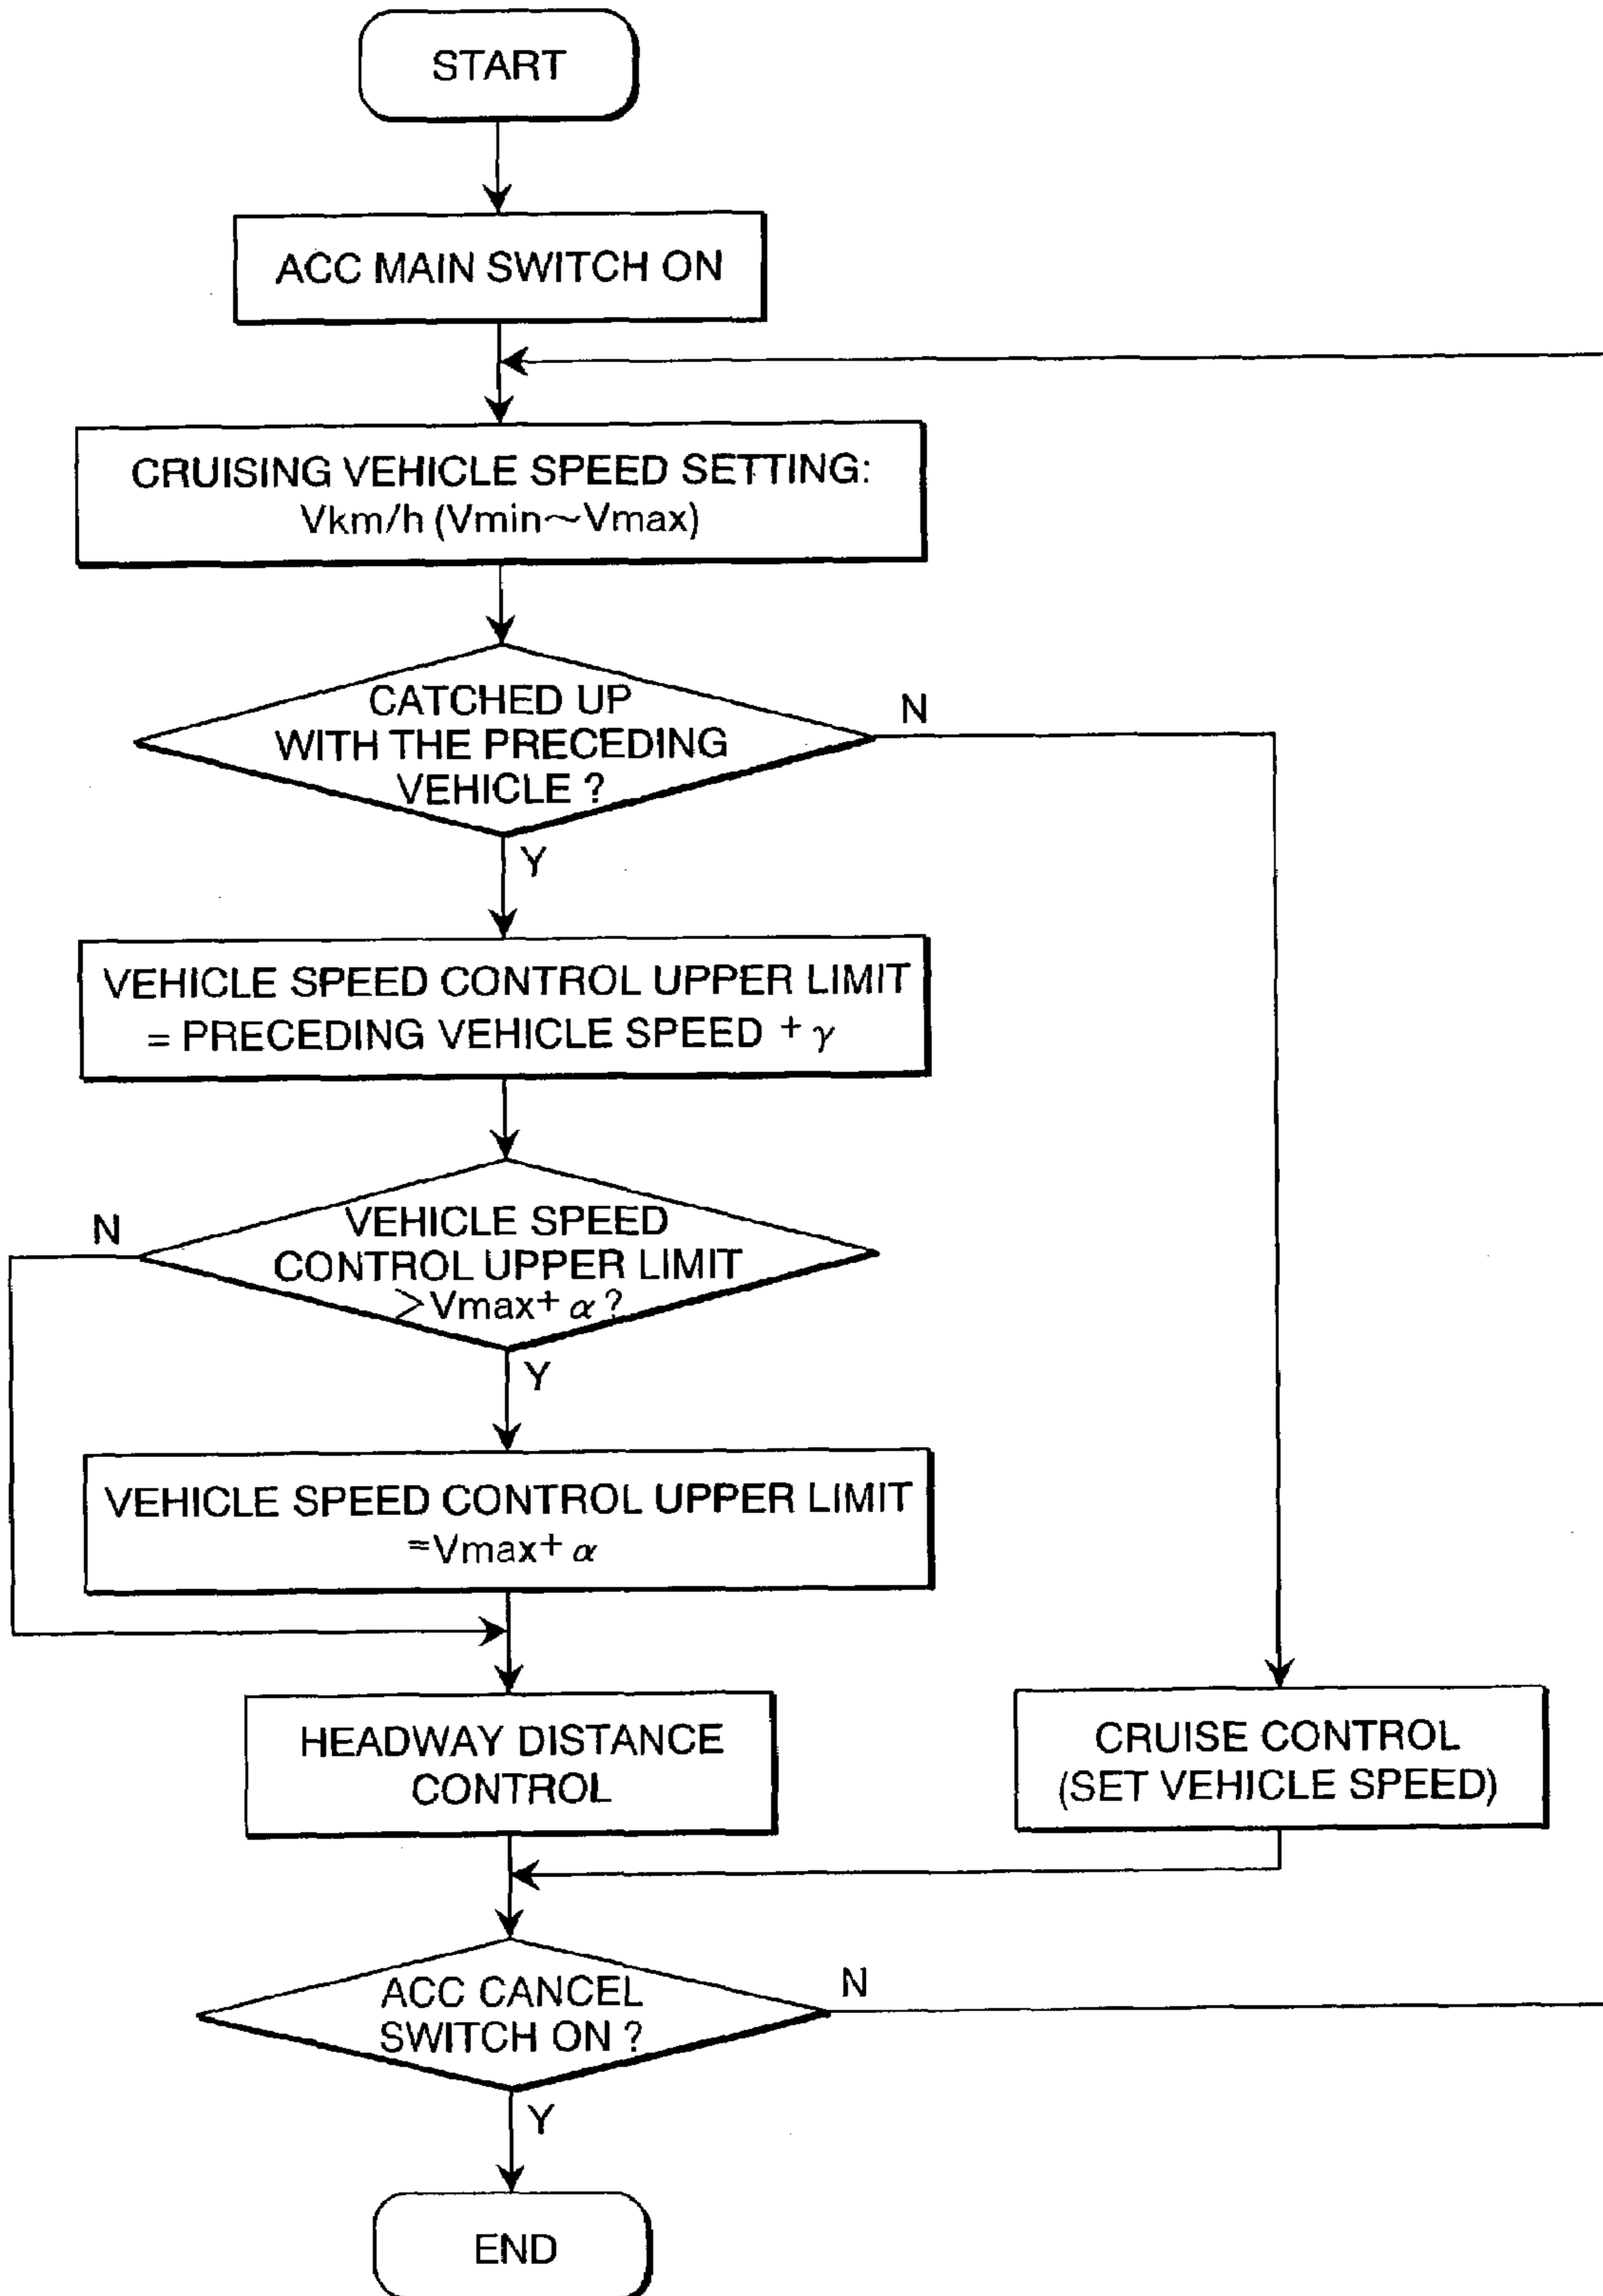 START
ACC MAIN SWITCH ON
CRUISING VEHICLE SPEED SETTING:
Vkm/h (Vmin~Vmax)
CATCHED UP
WITH THE PRECEDING
VEHICLE ?
N
Y
VEHICLE SPEED CONTROL UPPER LIMIT
= PRECEDING VEHICLE SPEED + γ
N
VEHICLE SPEED
CONTROL UPPER LIMIT
>Vmax+ α ?
Y
VEHICLE SPEED CONTROL UPPER LIMIT
=Vmax+ α
HEADWAY DISTANCE
CONTROL
CRUISE CONTROL
(SET VEHICLE SPEED)
ACC CANCEL
SWITCH ON ?
N
Y
END